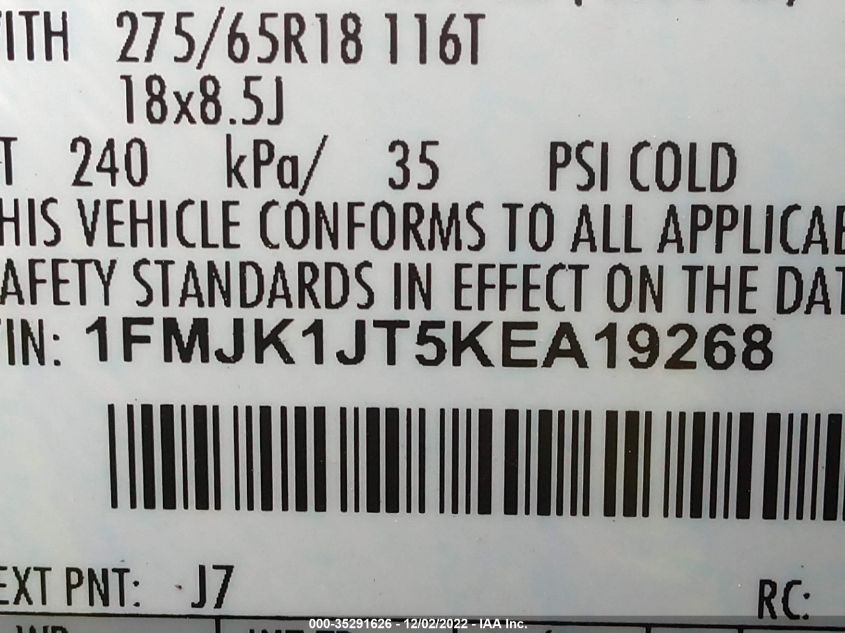 ITH 275/65R18 116T
18x8.5J
T 240 kPa/ 35 PSI COLD
HIS VEHICLE CONFORMS TO ALL APPLICAB
AFETY STANDARDS IN EFFECT ON THE DAT
IN: 1FMJK1JT5KEA19268
EXT PNT: J7 RC:
000-35291626 - 12/02/2022 - IAA Inc.